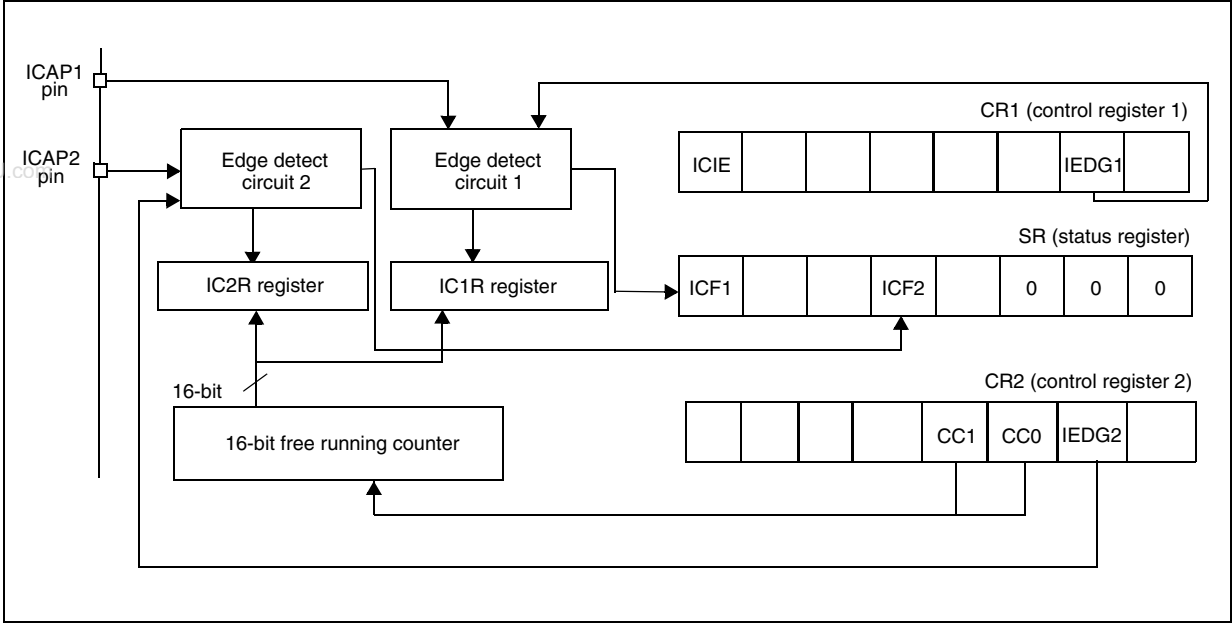 ICAP1
pin
CR1 (control register 1)
ICAP2
pin
Edge detect
circuit 2
Edge detect
circuit 1
ICIE
IEDG1
SR (status register)
IC2R register
IC1R register
ICF1
ICF2
0
0
0
16-bit
CR2 (control register 2)
16-bit free running counter
CC1
CC0
IEDG2